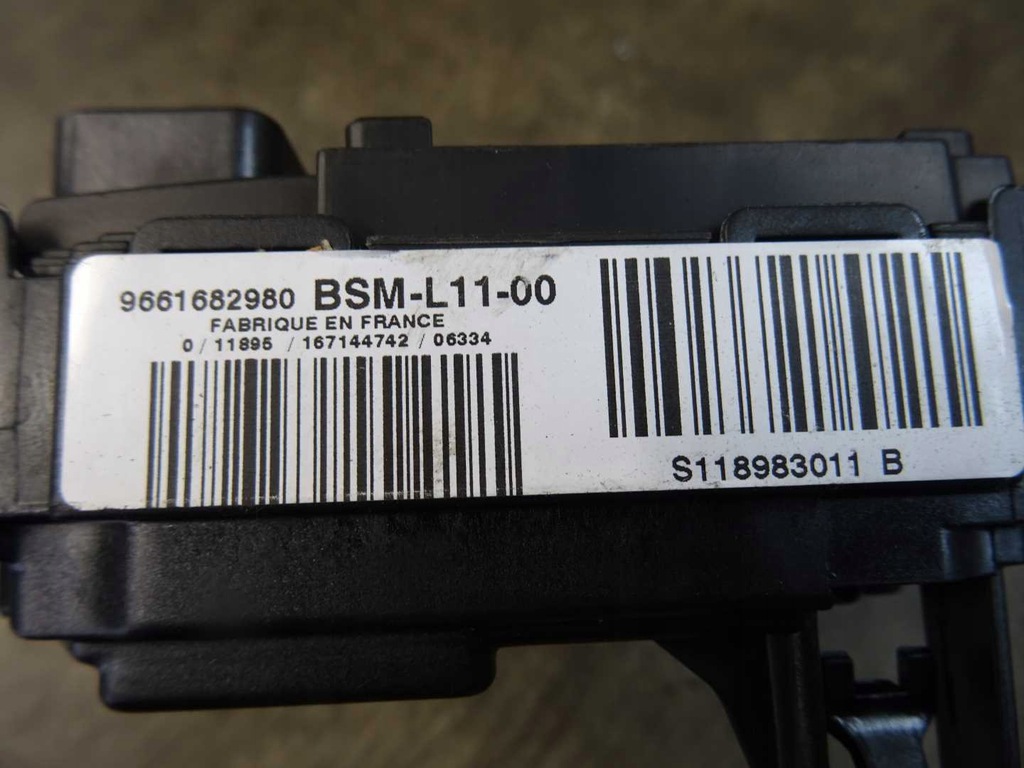 9661682980 BSM-L11-00
FABRIQUE EN FRANCE
0 / 11895 / 167144742 / 06334
S118983011 B